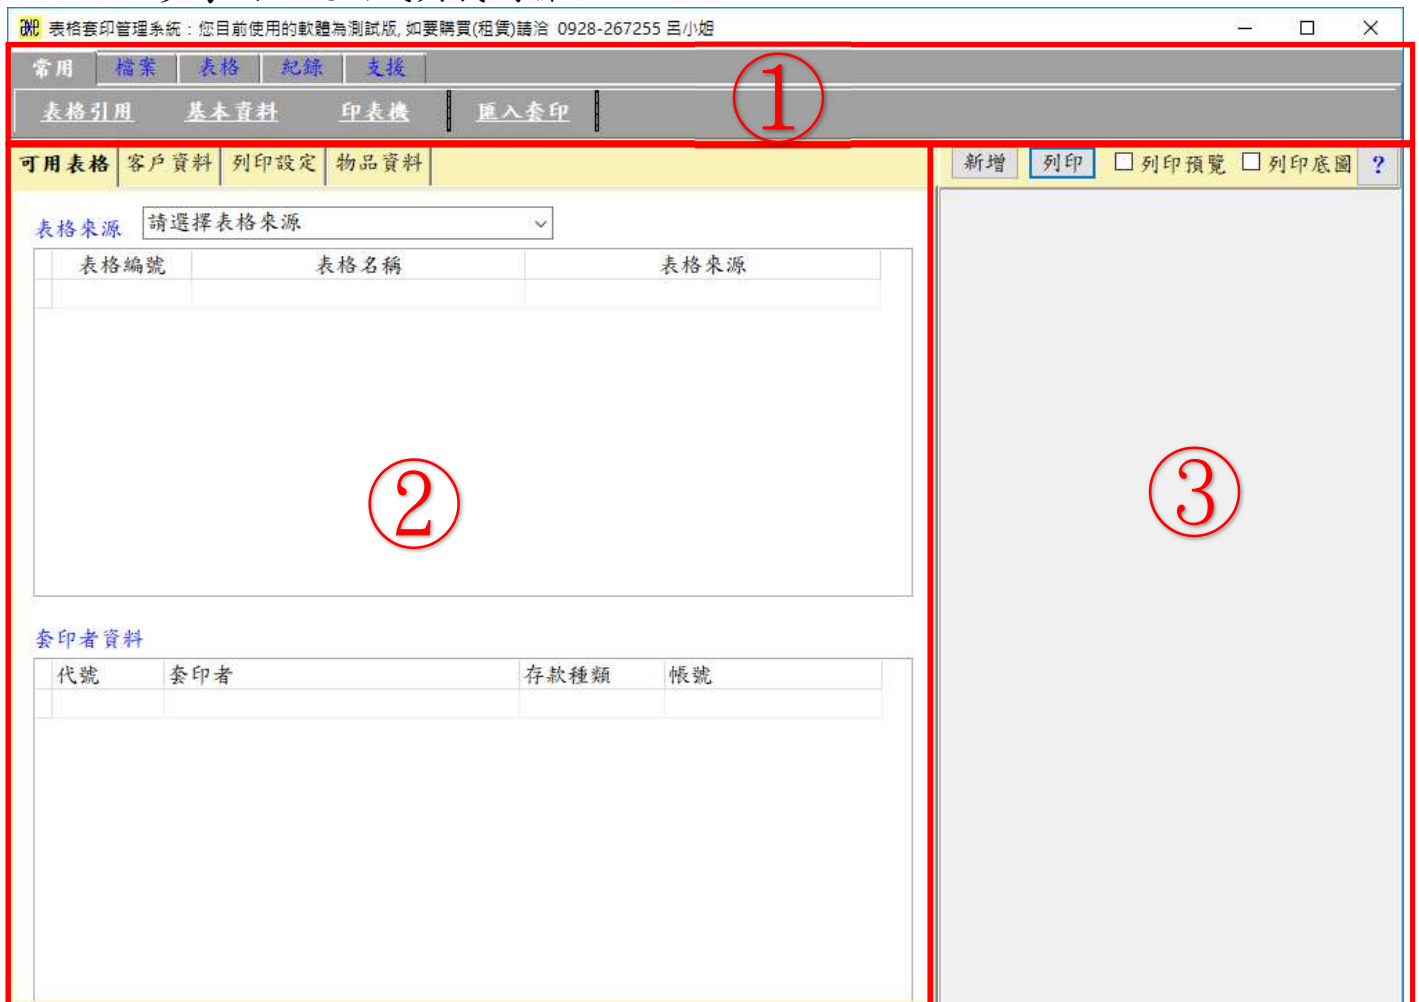 表格套印管理系統：您目前使用的軟體為測試版, 如要購買(租賃)請洽 0928-267255 呂小姐
常用 檔案 表格 紀錄 支援
表格引用 基本資料 印表機 匯入套印
①
可用表格 客戶資料 列印設定 物品資料
新增 列印 列印預覽 列印底圖 ?
表格來源 請選擇表格來源
表格編號 表格名稱 表格來源
②
③
套印者資料
代號 套印者 存款種類 帳號